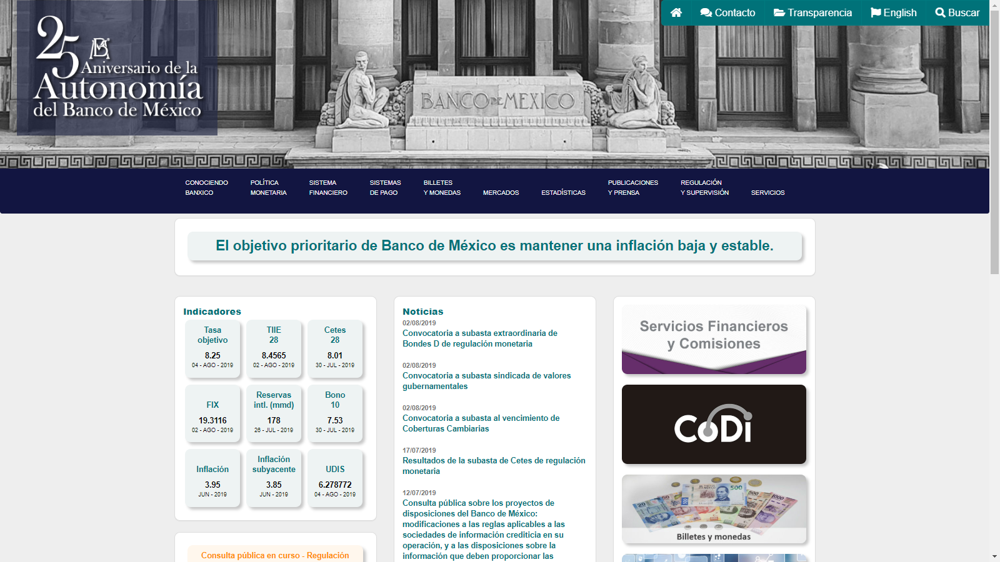 Contacto
Transparencia
English
Buscar
25
Aniversario de la
Autonomía
del Banco de México
BANCO DE MEXICO
CONOCIENDO
BANXICO
POLÍTICA
MONETARIA
SISTEMA
FINANCIERO
SISTEMAS
DE PAGO
BILLETES
Y MONEDAS
MERCADOS
ESTADÍSTICAS
PUBLICACIONES
Y PRENSA
REGULACIÓN
Y SUPERVISIÓN
SERVICIOS
El objetivo prioritario de Banco de México es mantener una inflación baja y estable.
Indicadores
Tasa
objetivo
8.25
04 - AGO - 2019
TIIE
28
8.4565
02 - AGO - 2019
Cetes
28
8.01
30 - JUL - 2019
FIX
19.3116
02 - AGO - 2019
Reservas
intl. (mmd)
178
26 - JUL - 2019
Bono
10
7.53
30 - JUL - 2019
Inflación
3.95
JUN - 2019
Inflación
subyacente
3.85
JUN - 2019
UDIS
6.278772
04 - AGO - 2019
Consulta pública en curso - Regulación
Noticias
02/08/2019
Convocatoria a subasta extraordinaria de
Bondes D de regulación monetaria
02/08/2019
Convocatoria a subasta sindicada de valores
gubernamentales
02/08/2019
Convocatoria a subasta al vencimiento de
Coberturas Cambiarias
17/07/2019
Resultados de la subasta de Cetes de regulación
monetaria
12/07/2019
Consulta pública sobre los proyectos de
disposiciones del Banco de México:
modificaciones a las reglas aplicables a las
sociedades de información crediticia en su
operación, y a las disposiciones sobre la
información que deben proporcionar las
Servicios Financieros
y Comisiones
CoDi
20
500
500
1000
Billetes y monedas